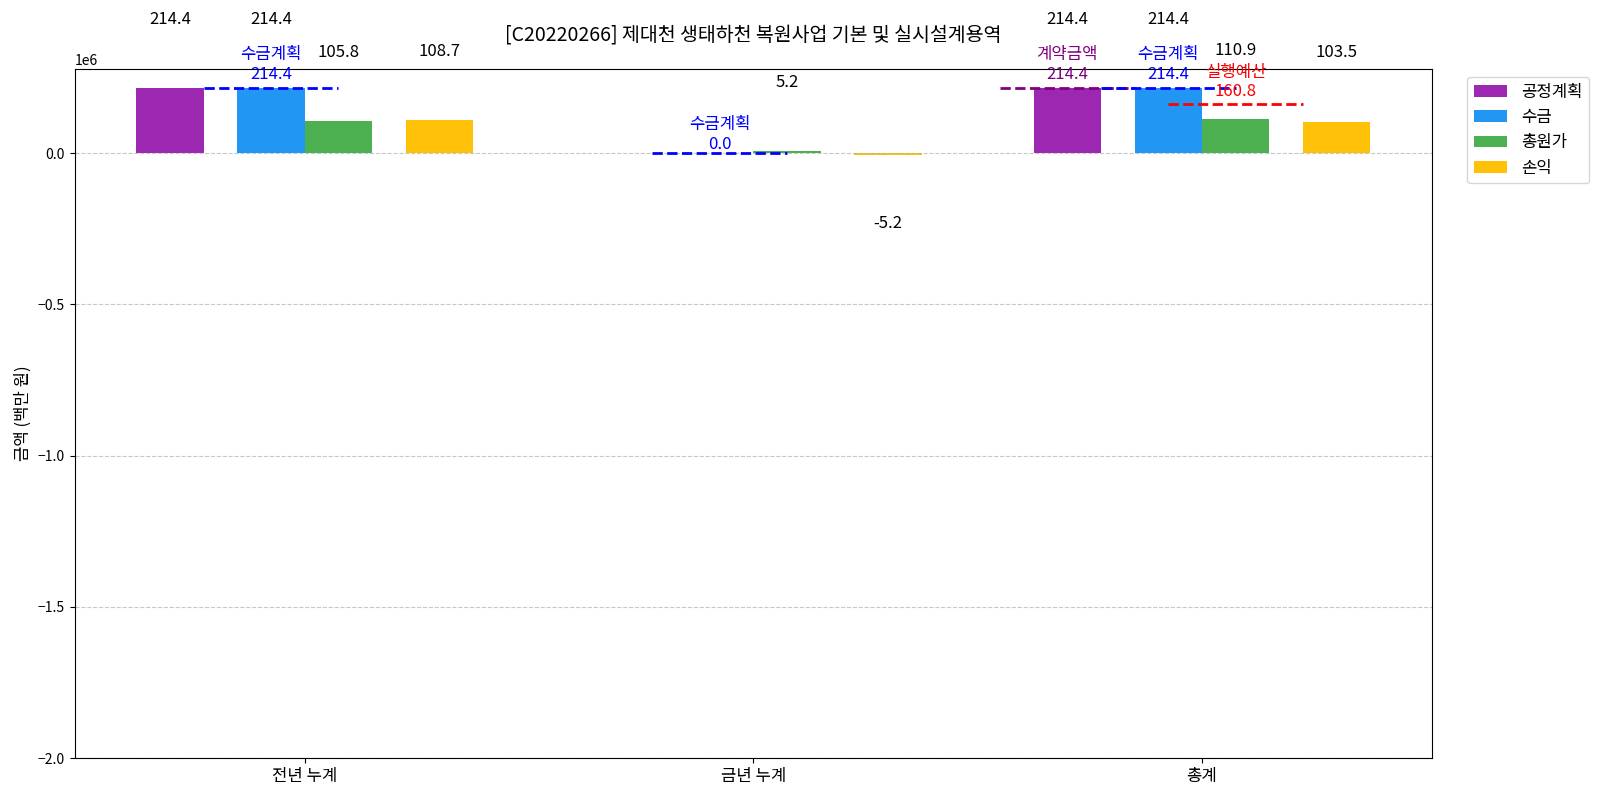 214.4
214.4
214.4
214.4
[C20220266] 제대천 생태하천 복원사업 기본 및 실시설계용역
105.8
108.7
110.9
103.5
수금계획
214.4
계약금액
214.4
수금계획
214.4
실행예산
160.8
1e6
5.2
수금계획
0.0
-5.2
공정계획
수금
총원가
손익
0.0
−0.5
−1.0
−1.5
−2.0
금액 (백만 원)
전년 누계
금년 누계
총계